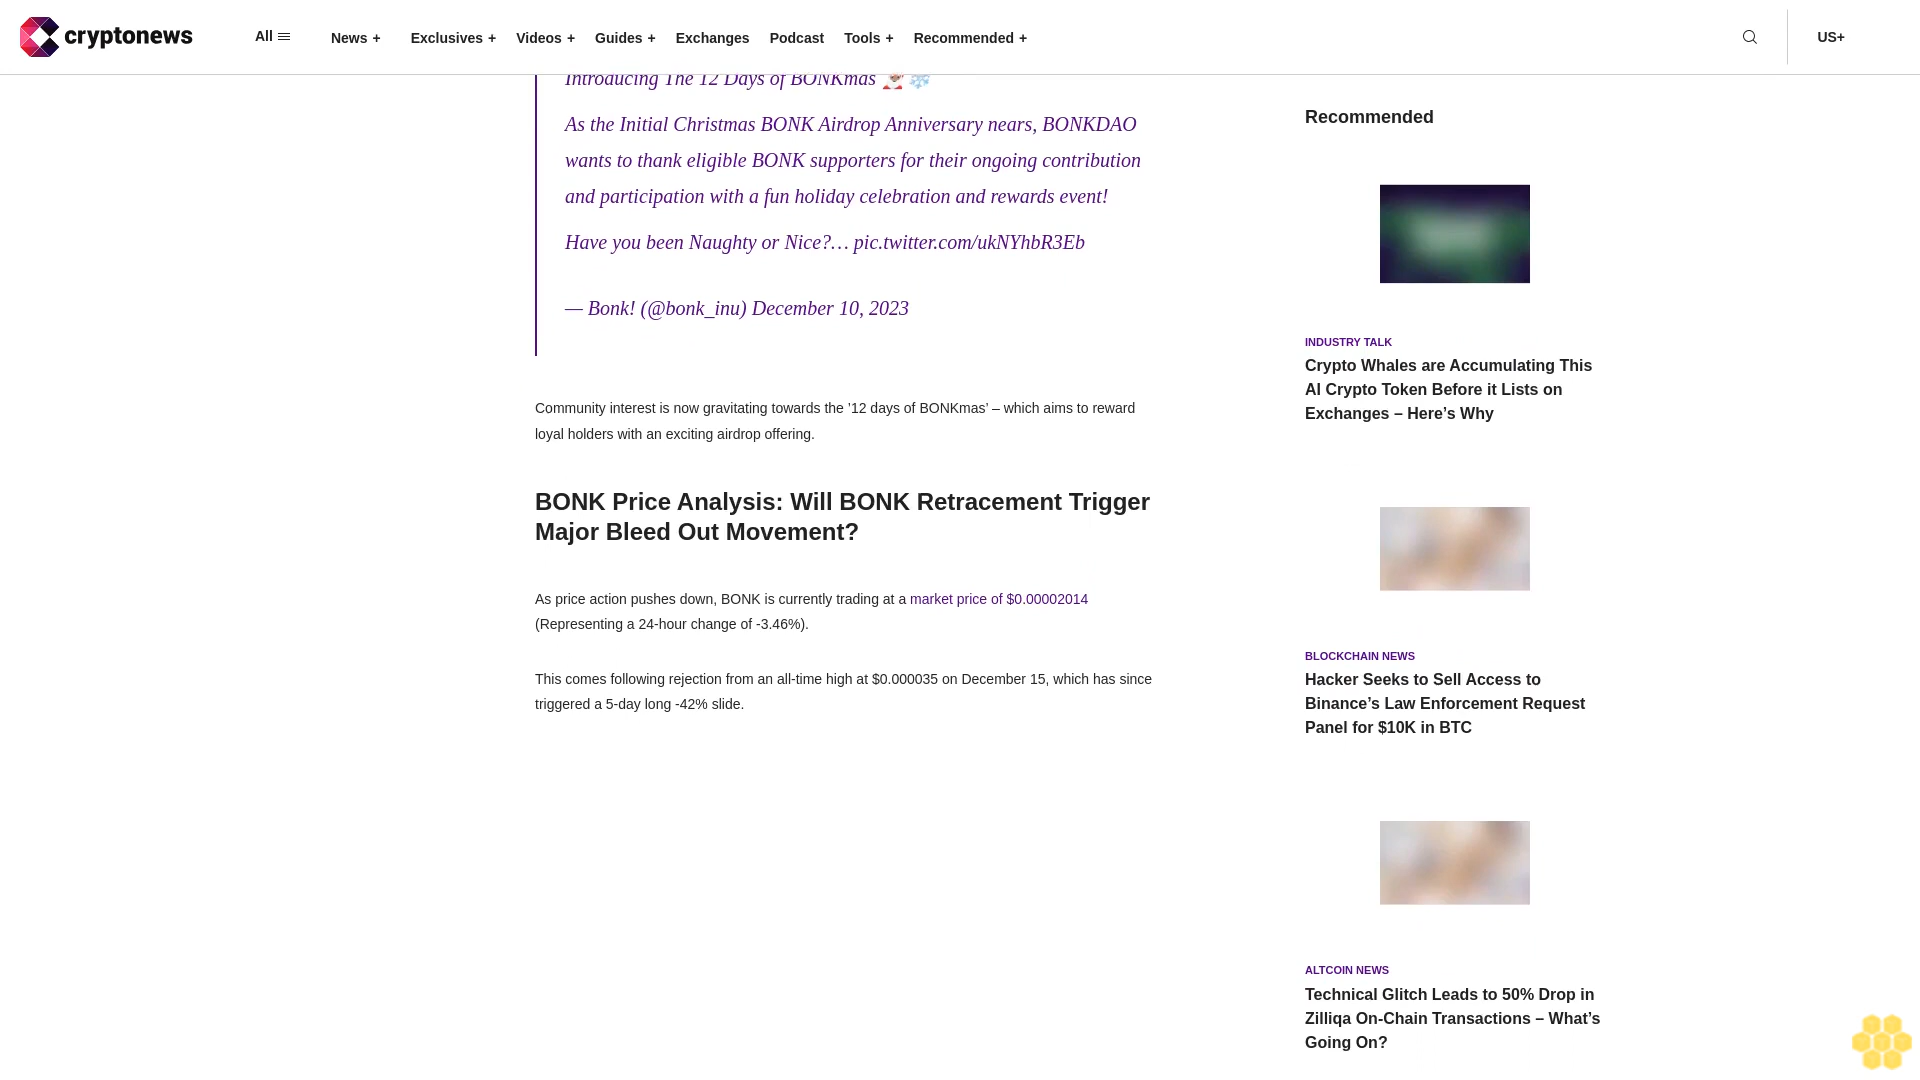 cryptonews
All
News +
Exclusives +
Videos +
Guides +
Exchanges
Podcast
Tools +
Recommended +
US+
Introducing The 12 Days of BONKmas 🎅🏼❄️
As the Initial Christmas BONK Airdrop Anniversary nears, BONKDAO
wants to thank eligible BONK supporters for their ongoing contribution
and participation with a fun holiday celebration and rewards event!
Have you been Naughty or Nice?… pic.twitter.com/ukNYhbR3Eb
— Bonk! (@bonk_inu) December 10, 2023
Community interest is now gravitating towards the ’12 days of BONKmas’ – which aims to reward
loyal holders with an exciting airdrop offering.
BONK Price Analysis: Will BONK Retracement Trigger
Major Bleed Out Movement?
As price action pushes down, BONK is currently trading at a market price of $0.00002014
(Representing a 24-hour change of -3.46%).
This comes following rejection from an all-time high at $0.000035 on December 15, which has since
triggered a 5-day long -42% slide.
Recommended
INDUSTRY TALK
Crypto Whales are Accumulating This
AI Crypto Token Before it Lists on
Exchanges – Here’s Why
BLOCKCHAIN NEWS
Hacker Seeks to Sell Access to
Binance’s Law Enforcement Request
Panel for $10K in BTC
ALTCOIN NEWS
Technical Glitch Leads to 50% Drop in
Zilliqa On-Chain Transactions – What’s
Going On?